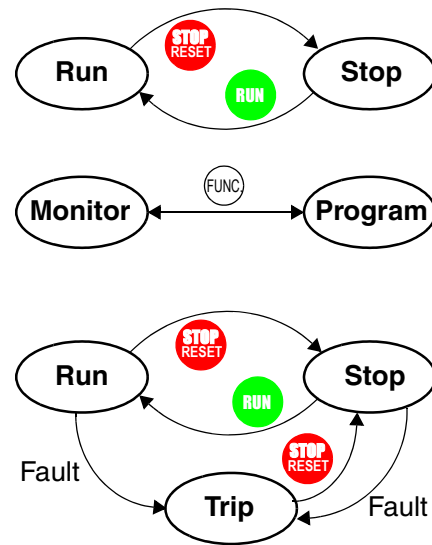 STOP
RESET
Run
Stop
RUN
FUNC.
Monitor
Program
STOP
RESET
Run
Stop
RUN
STOP
RESET
Fault
Trip
Fault